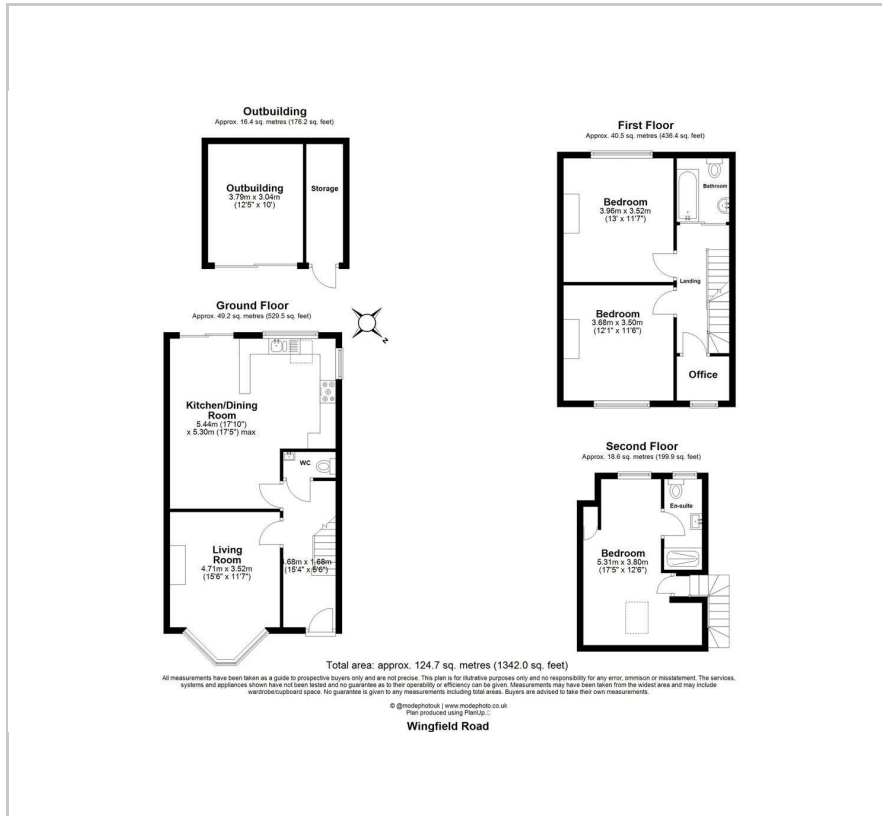 Outbuilding
Approx. 16.4 sq. metres (176.2 sq. feet)
Outbuilding
3.79m x 3.04m
(12'5" x 10')
Storage
First Floor
Approx. 40.5 sq. metres (436.4 sq. feet)
Bedroom
3.96m x 3.52m
(13' x 11'7")
Bathroom
Landing
Bedroom
3.68m x 3.50m
(12'1" x 11'6")
Office
Ground Floor
Approx. 49.2 sq. metres (529.5 sq. feet)
N
Kitchen/Dining
Room
5.44m (17'10")
x 5.30m (17'5") max
WC
Living
Room
4.71m x 3.52m
(15'6" x 11'7")
4.68m x 1.68m
(15'4" x 5'6")
Second Floor
Approx. 18.6 sq. metres (199.9 sq. feet)
En-suite
Bedroom
5.31m x 3.80m
(17'5" x 12'6")
Total area: approx. 124.7 sq. metres (1342.0 sq. feet)
All measurements have been taken as a guide to prospective buyers only and are not precise. This plan is for illustrative purposes only and no responsibility for any error, ommison or misstatement. The services,
systems and appliances shown have not been tested and no guarantee as to their operability or efficiency can be given. Measurements may have been taken from the widest area and may include
wardrobe/cupboard space. No guarantee is given to any measurements including total areas. Buyers are advised to take their own measurements.
© @modephotouk | www.modephoto.co.uk
Plan produced using PlanUp.
Wingfield Road